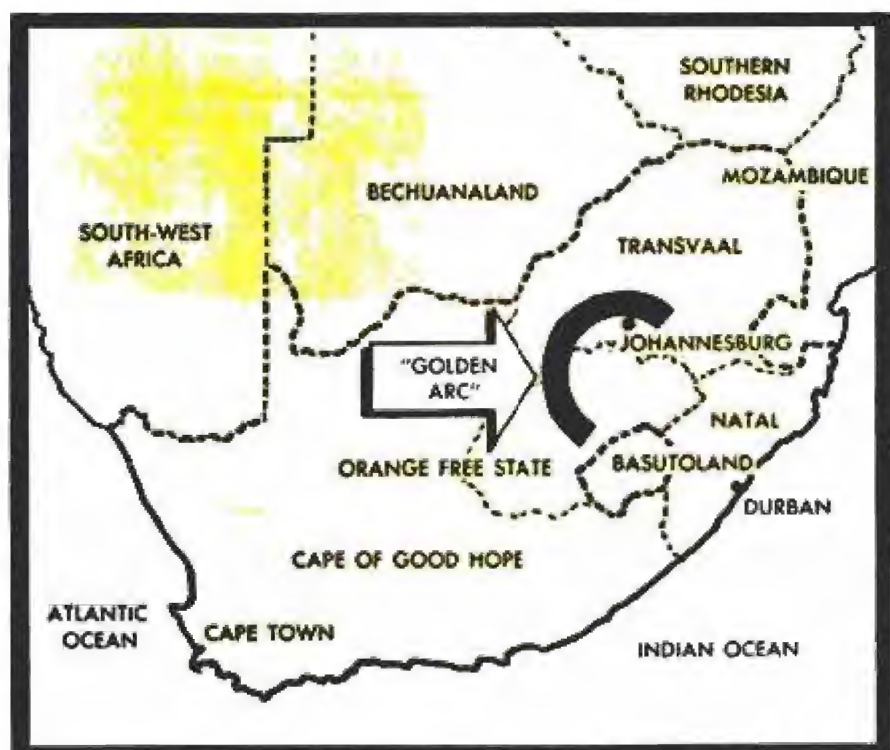 SOUTHERN
RHODESIA
MOZAMBIQUE
BECHUANALAND
SOUTH-WEST
AFRICA
TRANSVAAL
JOHANNESBURG
"GOLDEN
ARC"
NATAL
ORANGE FREE STATE
BASUTOLAND
DURBAN
CAPE OF GOOD HOPE
ATLANTIC
OCEAN
CAPE TOWN
INDIAN OCEAN